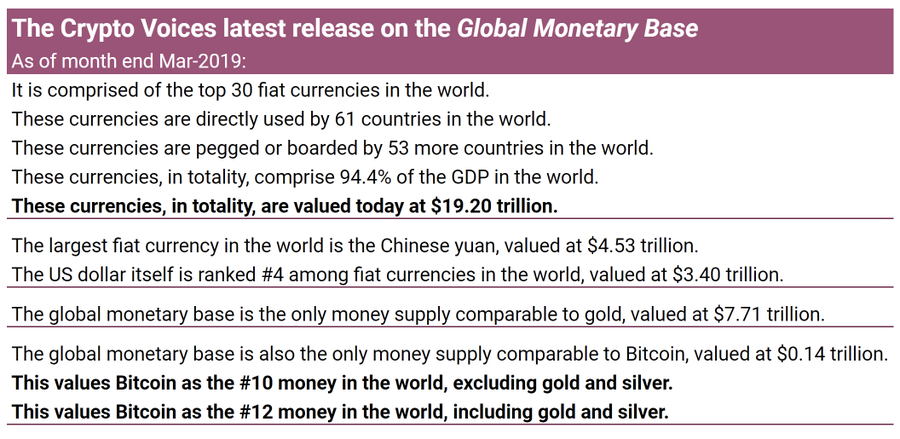 The Crypto Voices latest release on the Global Monetary Base
As of month end Mar-2019:
It is comprised of the top 30 fiat currencies in the world.
These currencies are directly used by 61 countries in the world.
These currencies are pegged or boarded by 53 more countries in the world.
These currencies, in totality, comprise 94.4% of the GDP in the world.
These currencies, in totality, are valued today at $19.20 trillion.
The largest fiat currency in the world is the Chinese yuan, valued at $4.53 trillion.
The US dollar itself is ranked #4 among fiat currencies in the world, valued at $3.40 trillion.
The global monetary base is the only money supply comparable to gold, valued at $7.71 trillion.
The global monetary base is also the only money supply comparable to Bitcoin, valued at $0.14 trillion.
This values Bitcoin as the #10 money in the world, excluding gold and silver.
This values Bitcoin as the #12 money in the world, including gold and silver.